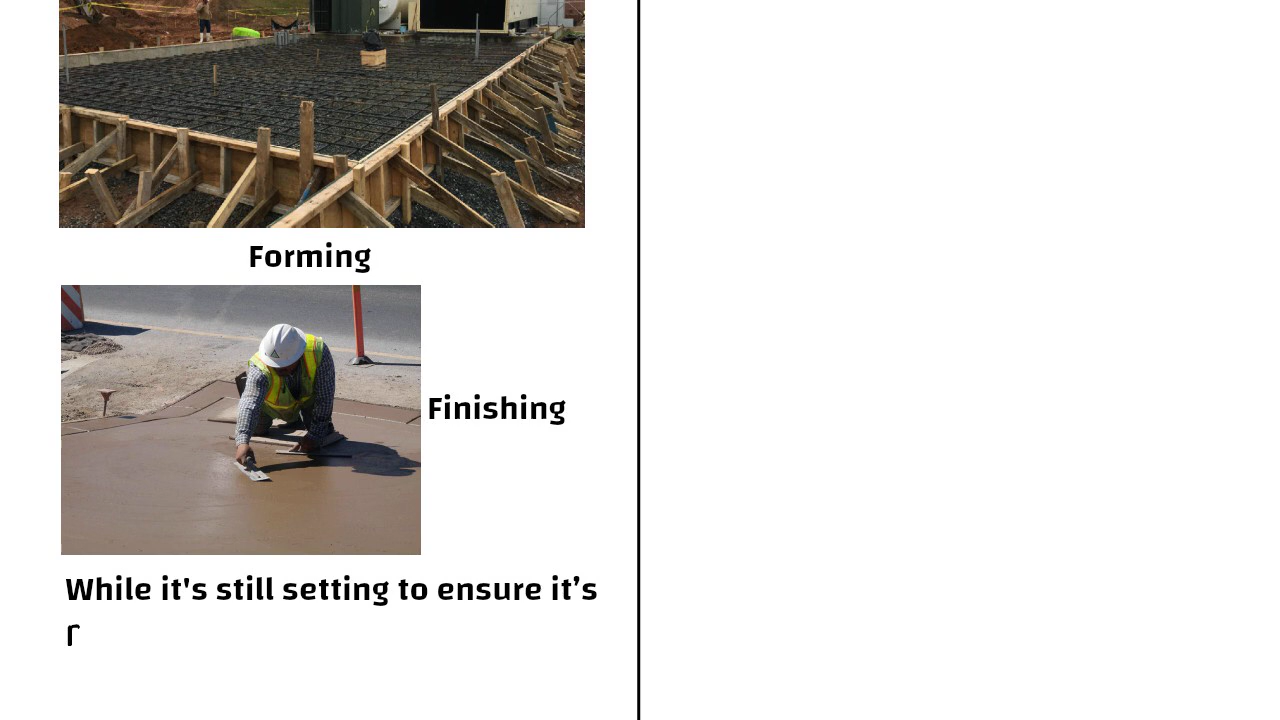 Forming
Finishing
While it's still setting to ensure it’s